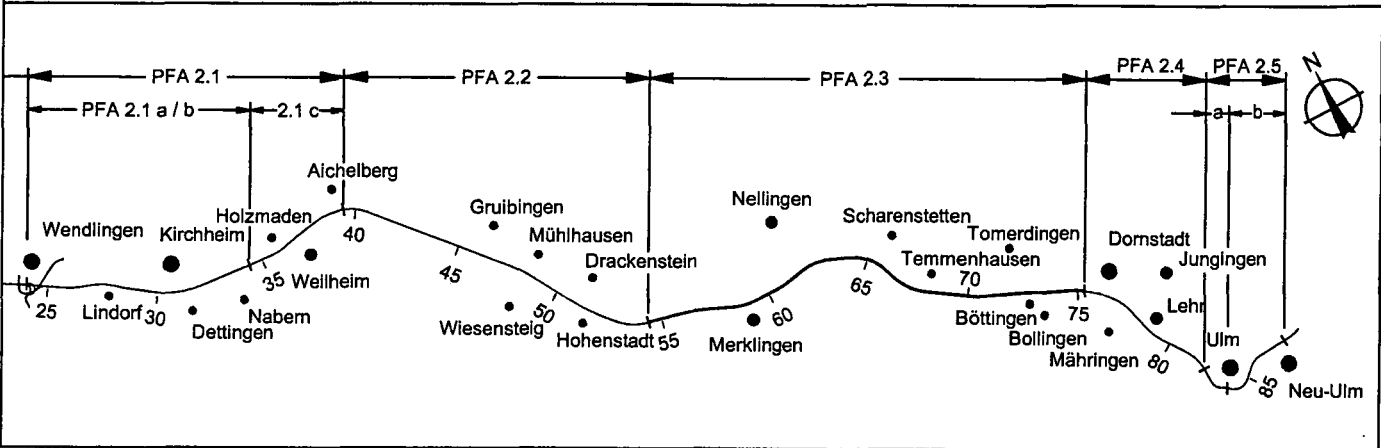 PFA 2.1
PFA 2.2
PFA 2.3
PFA 2.4
PFA 2.5
N
PFA 2.1 a / b
2.1 c
a
b
Aichelberg
Wendlingen
Kirchheim
Holzmaden
Weilheim
Lindorf
Dettingen
Nabern
Gruibingen
Mühlhausen
Drackenstein
Wiesensteig
Hohenstadt
Nellingen
Merklingen
Scharenstetten
Temmenhausen
Tomerdingen
Böttingen
Bollingen
Mähringen
Dornstadt
Jungingen
Lehr
Ulm
Neu-Ulm
25
30
35
40
45
50
55
60
65
70
75
80
85